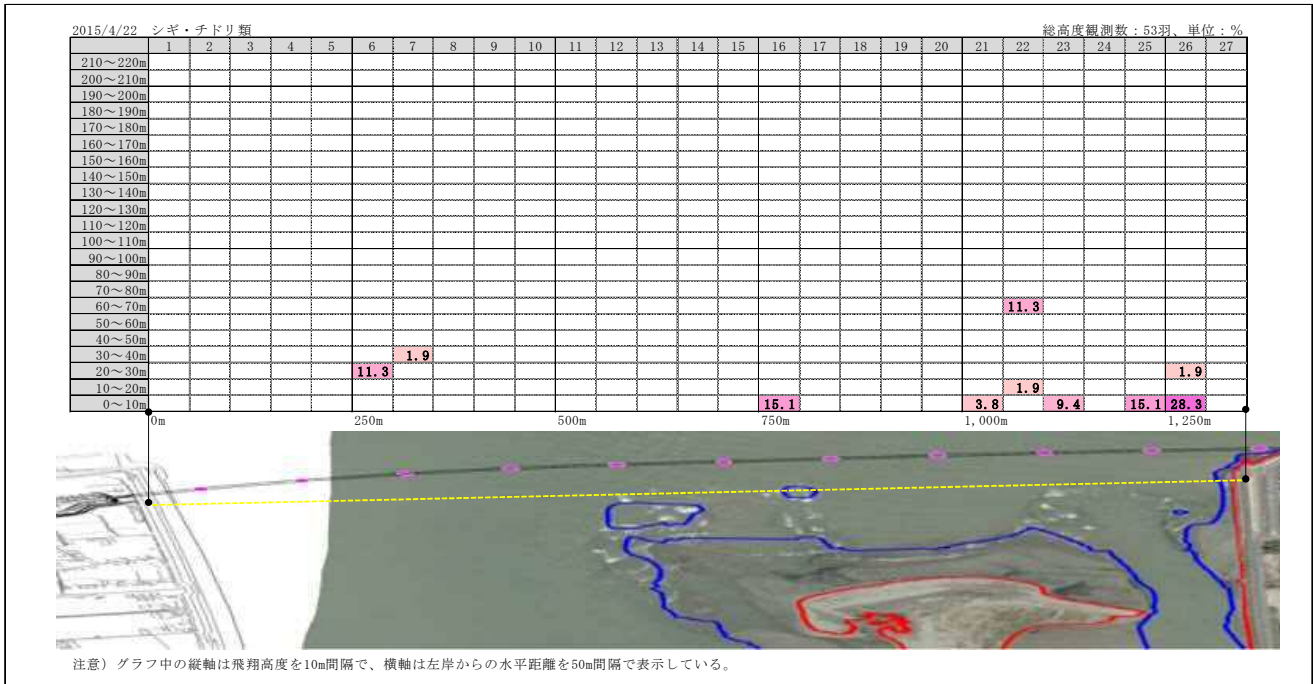 2015/4/22 シギ・チドリ類 総高度観測数：53羽、単位：%
1 2 3 4 5 6 7 8 9 10 11 12 13 14 15 16 17 18 19 20 21 22 23 24 25 26 27
210～220m
200～210m
190～200m
180～190m
170～180m
160～170m
150～160m
140～150m
130～140m
120～130m
110～120m
100～110m
90～100m
80～90m
70～80m
60～70m 11.3
50～60m
40～50m
30～40m 1.9
20～30m 11.3 1.9
10～20m 1.9
0～10m 15.1 3.8 9.4 15.1 28.3
0m 250m 500m 750m 1,000m 1,250m
注意）グラフ中の縦軸は飛翔高度を10m間隔で、横軸は左岸からの水平距離を50m間隔で表示している。